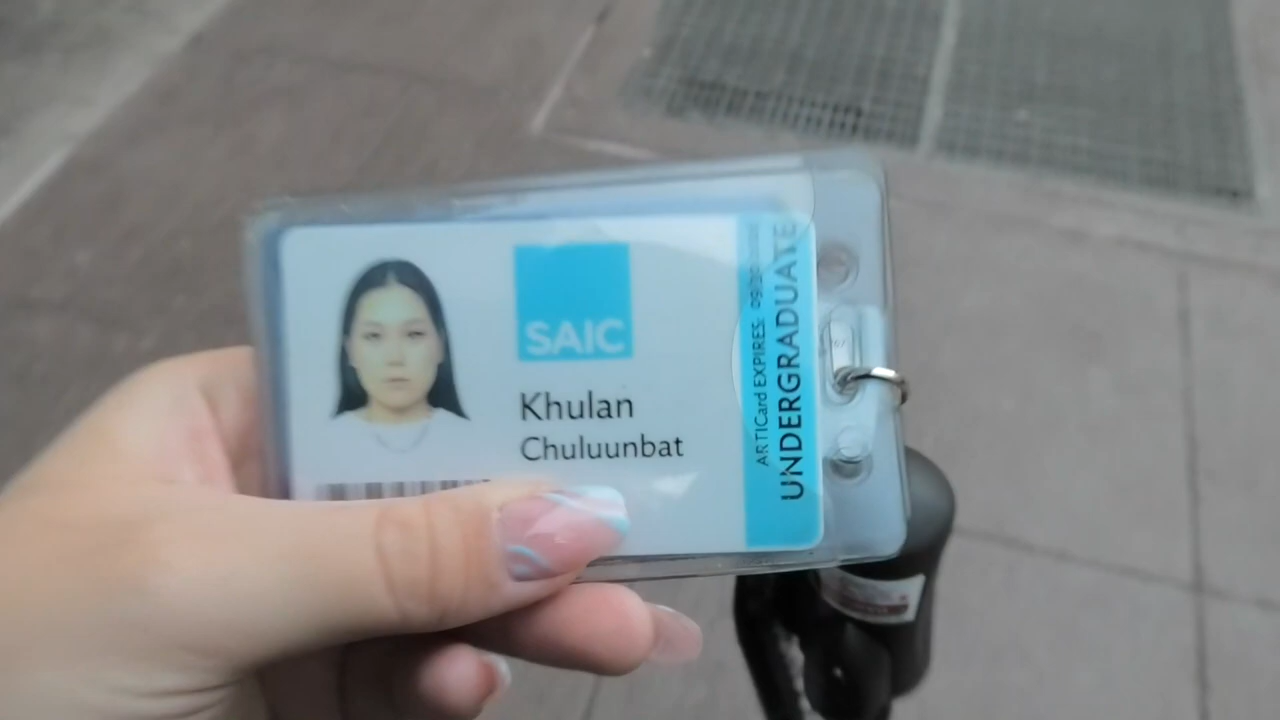 SAIC
Khulan
Chuluunbat
ARTICard EXPIRES:
UNDERGRADUATE